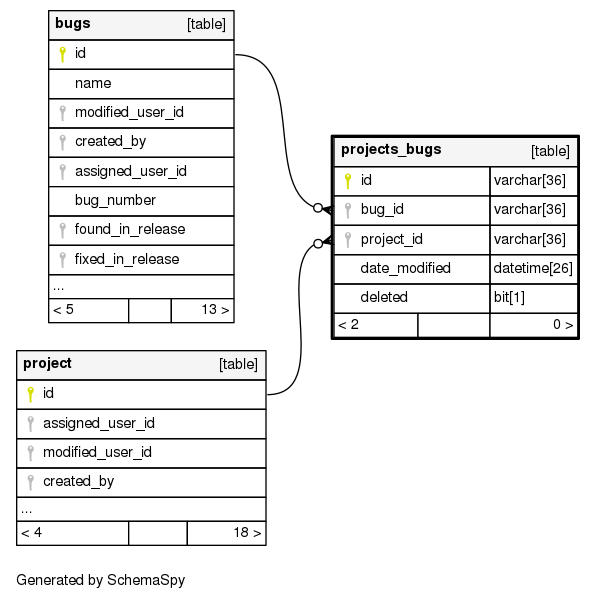 bugs [table]
id
name
modified_user_id
created_by
assigned_user_id
bug_number
found_in_release
fixed_in_release
...
< 5 13 >
projects_bugs [table]
id varchar[36]
bug_id varchar[36]
project_id varchar[36]
date_modified datetime[26]
deleted bit[1]
< 2 0 >
project [table]
id
assigned_user_id
modified_user_id
created_by
...
< 4 18 >
Generated by SchemaSpy